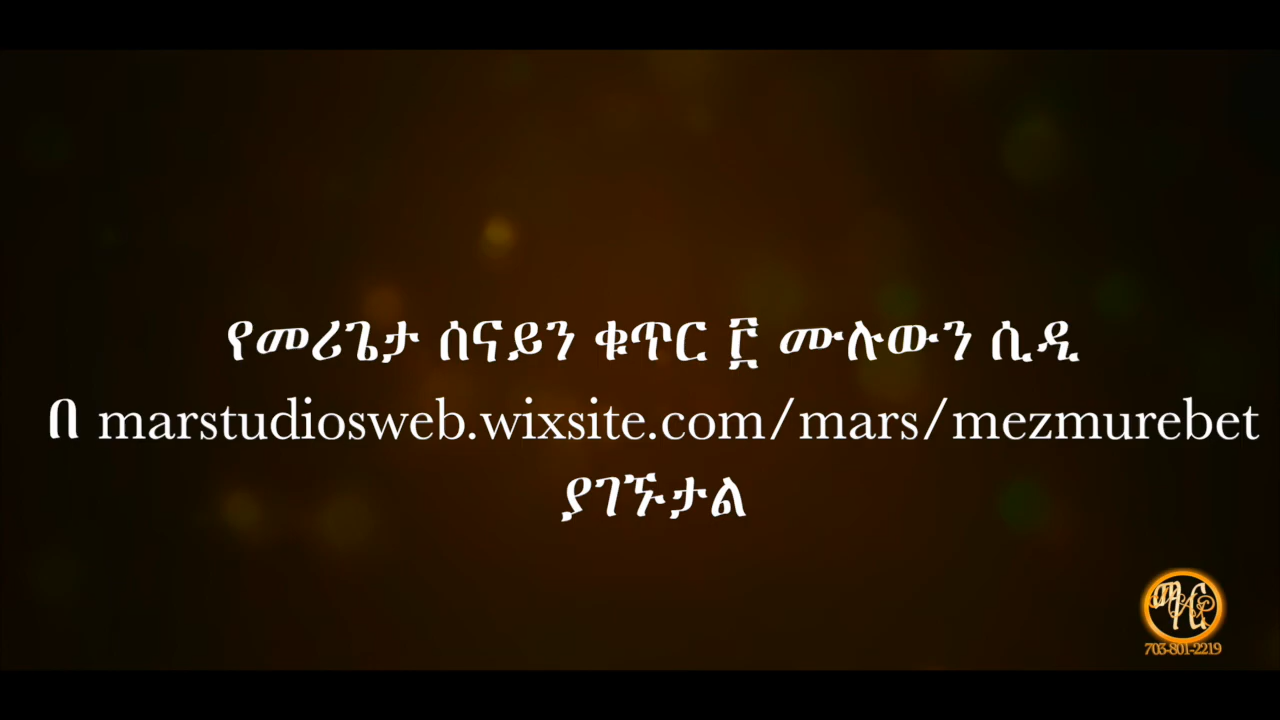 የመሪጌታ ሰናይን ቁጥር ፫ ሙሉውን ሲዲ
በ marstudiosweb.wixsite.com/mars/mezmurebet
ያገኙታል
703-801-2219